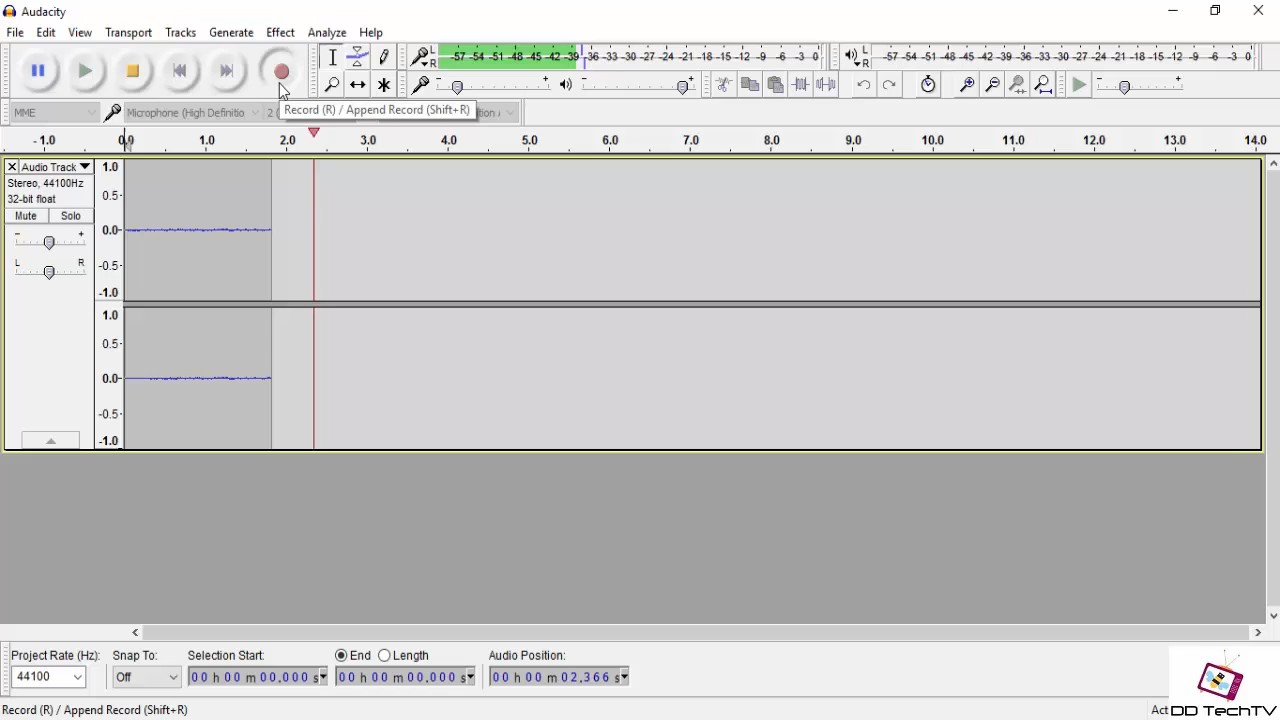 Audacity
File Edit View Transport Tracks Generate Effect Analyze Help
L R -57 -54 -51 -48 -45 -42 -39 -36 -33 -30 -27 -24 -21 -18 -15 -12 -9 -6 -3 0
L R -57 -54 -51 -48 -45 -42 -39 -36 -33 -30 -27 -24 -21 -18 -15 -12 -9 -6 -3 0
MME Microphone (High Definitio 2 (
Record (R) / Append Record (Shift+R)
-1.0 0.0 1.0 2.0 3.0 4.0 5.0 6.0 7.0 8.0 9.0 10.0 11.0 12.0 13.0 14.0
Audio Track
Stereo, 44100Hz
32-bit float
Mute Solo
- +
L R
1.0
0.5
0.0
-0.5
-1.0
1.0
0.5
0.0
-0.5
-1.0
Project Rate (Hz): Snap To: Selection Start: End Length Audio Position:
44100 Off 00 h 00 m 00,000 s 00 h 00 m 00,000 s 00 h 00 m 02,366 s
Record (R) / Append Record (Shift+R)
Act
DD TechTV